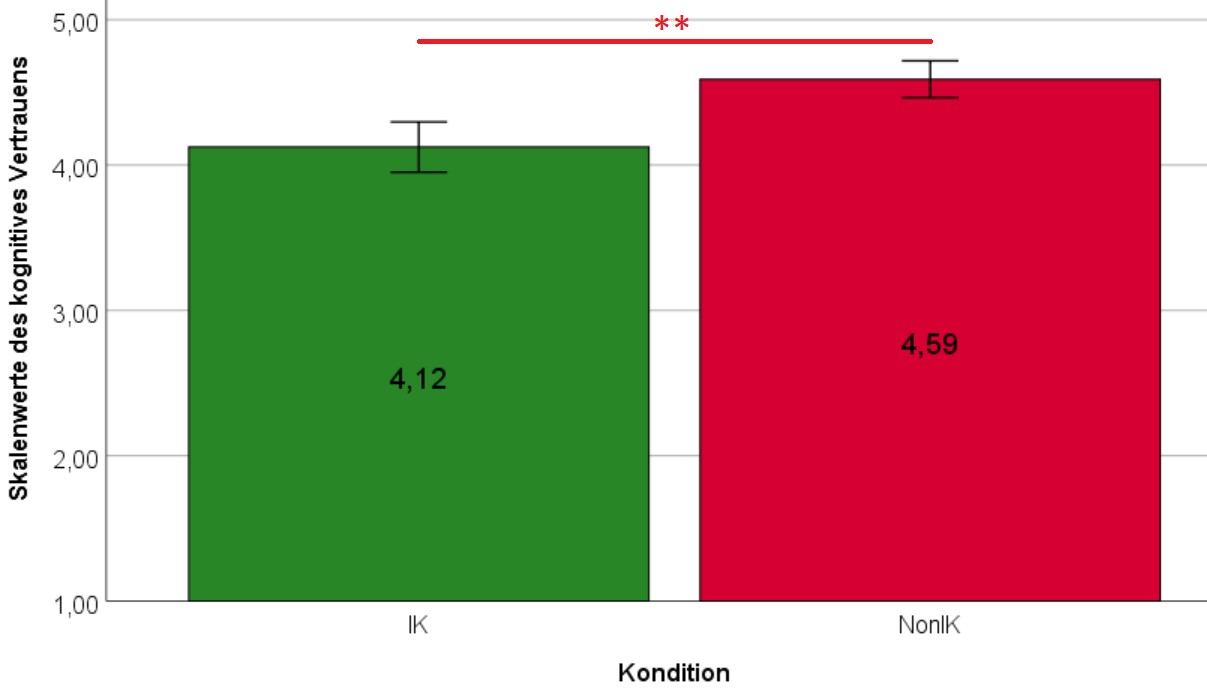 Skalenwerte des kognitives Vertrauens
5,00
4,00
3,00
2,00
1,00
**
4,12
4,59
IK
NonIK
Kondition